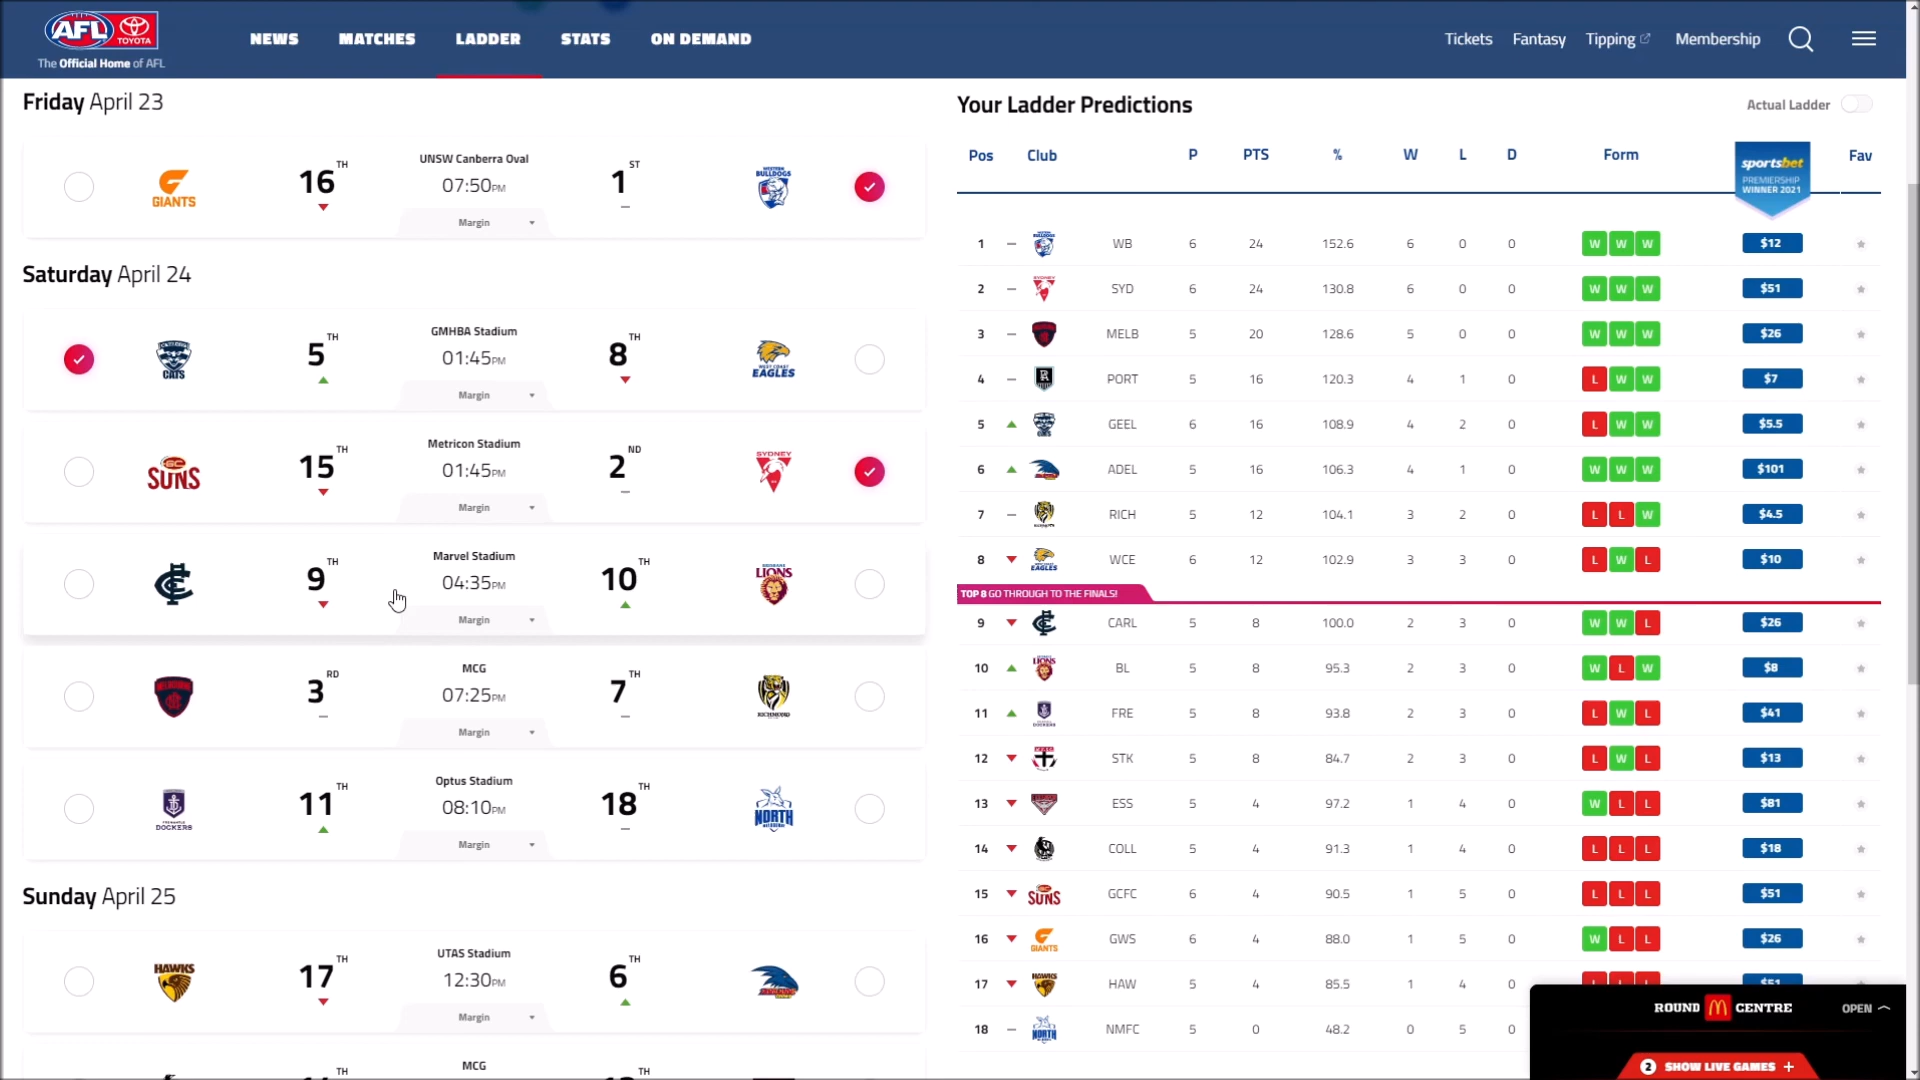 AFL TOYOTA
The Official Home of AFL
NEWS MATCHES LADDER STATS ON DEMAND
Tickets Fantasy Tipping Membership
Friday April 23
GIANTS
16TH
UNSW Canberra Oval
07:50PM
Margin
1ST
WESTERN BULLDOGS
Saturday April 24
CATS
5TH
GMHBA Stadium
01:45PM
Margin
8TH
WEST COAST EAGLES
GC SUNS
15TH
Metricon Stadium
01:45PM
Margin
2ND
SYDNEY
9TH
Marvel Stadium
04:35PM
Margin
10TH
BRISBANE LIONS
3RD
MCG
07:25PM
Margin
7TH
RICHMOND
FREMANTLE DOCKERS
11TH
Optus Stadium
08:10PM
Margin
18TH
NORTH
Sunday April 25
HAWKS
17TH
UTAS Stadium
12:30PM
Margin
6TH
TH
MCG
TH
Your Ladder Predictions
Actual Ladder
Pos Club P PTS % W L D Form Fav
sportsbet
PREMIERSHIP
WINNER 2021
1 — WB 6 24 152.6 6 0 0 W W W $12
2 — SYD 6 24 130.8 6 0 0 W W W $51
3 — MELB 5 20 128.6 5 0 0 W W W $26
4 — PORT 5 16 120.3 4 1 0 L W W $7
5 GEEL 6 16 108.9 4 2 0 L W W $5.5
6 ADEL 5 16 106.3 4 1 0 W W W $101
7 — RICH 5 12 104.1 3 2 0 L L W $4.5
8 WCE 6 12 102.9 3 3 0 L W L $10
TOP 8 GO THROUGH TO THE FINALS!
9 CARL 5 8 100.0 2 3 0 W W L $26
10 BL 5 8 95.3 2 3 0 W L W $8
11 FRE 5 8 93.8 2 3 0 L W L $41
12 STK 5 8 84.7 2 3 0 L W L $13
13 ESS 5 4 97.2 1 4 0 W L L $81
14 COLL 5 4 91.3 1 4 0 L L L $18
15 SUNS GCFC 6 4 90.5 1 5 0 L L L $51
16 GIANTS GWS 6 4 88.0 1 5 0 W L L $26
17 HAWKS HAW 5 4 85.5 1 4 0 L L L $51
18 — NORTH NMFC 5 0 48.2 0 5 0
ROUND CENTRE OPEN
2 SHOW LIVE GAMES +